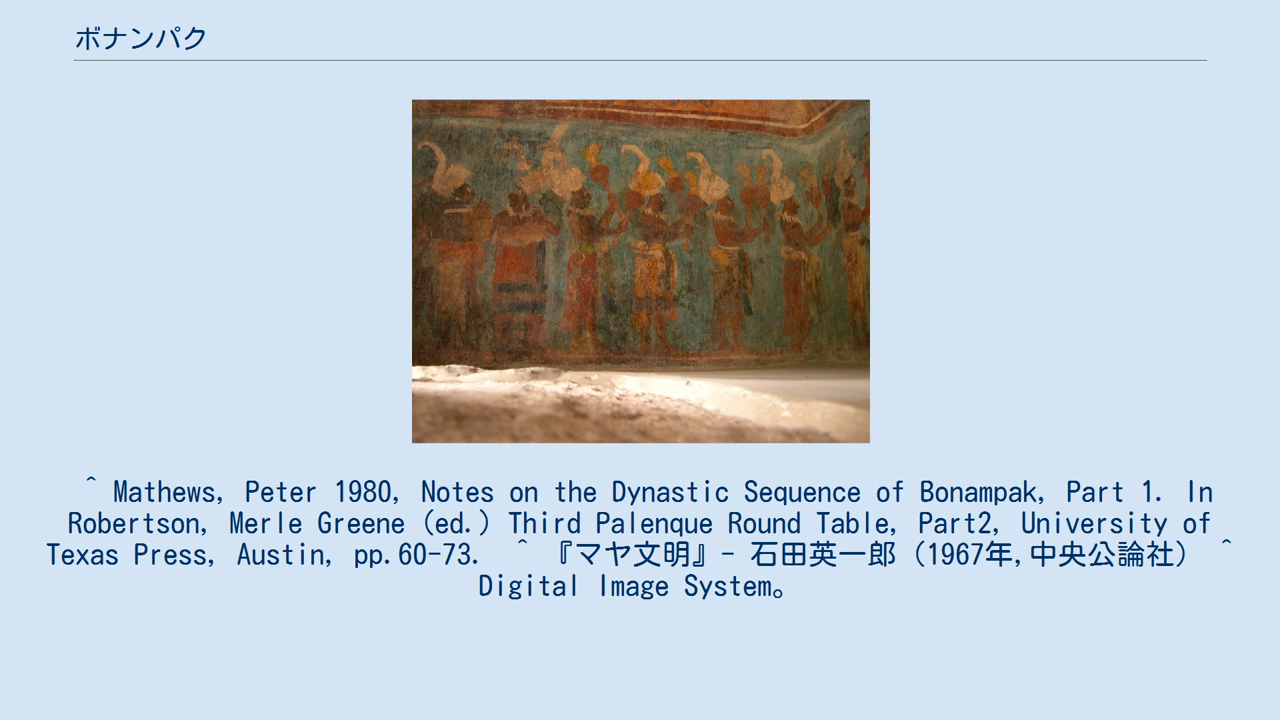 ボナンパク
^ Mathews, Peter 1980, Notes on the Dynastic Sequence of Bonampak, Part 1. In
Robertson, Merle Greene (ed.) Third Palenque Round Table, Part2, University of
Texas Press, Austin, pp.60-73. ^ 『マヤ文明』- 石田英一郎（1967年,中央公論社） ^
Digital Image System。